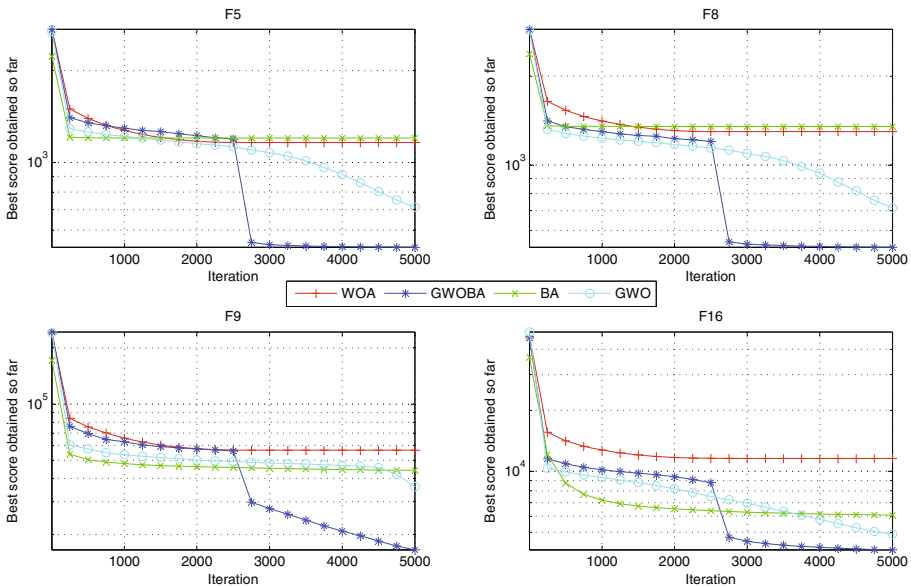 F5
F8
Best score obtained so far
10^3
1000 2000 3000 4000 5000
Iteration
Best score obtained so far
10^3
1000 2000 3000 4000 5000
Iteration
WOA GWOBA BA GWO
F9
F16
Best score obtained so far
10^5
1000 2000 3000 4000 5000
Iteration
Best score obtained so far
10^4
1000 2000 3000 4000 5000
Iteration